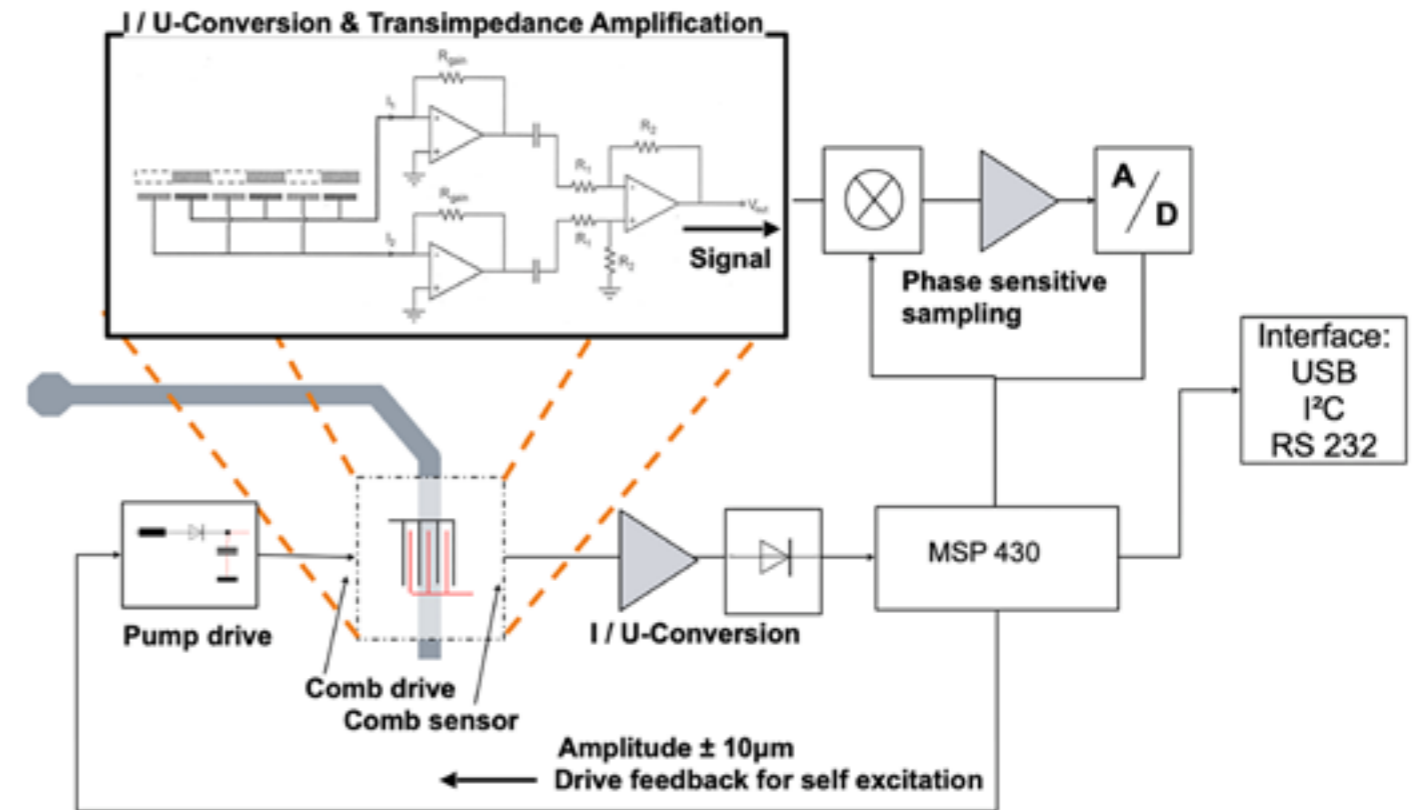 I / U-Conversion & Transimpedance Amplification
Rgain
I1
R2
R1
Rgain
Vout
I2
R1
R2
Signal
A
/
D
Phase sensitive
sampling
Interface:
USB
I²C
RS 232
MSP 430
Pump drive
I / U-Conversion
Comb drive
Comb sensor
Amplitude ± 10µm
Drive feedback for self excitation